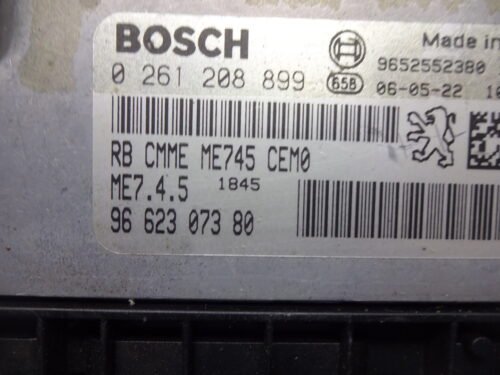 BOSCH
Made in
9652552380
0 261 208 899
65B
06-05-22
RB CMME ME745 CEM0
ME7.4.5 1845
96 623 073 80